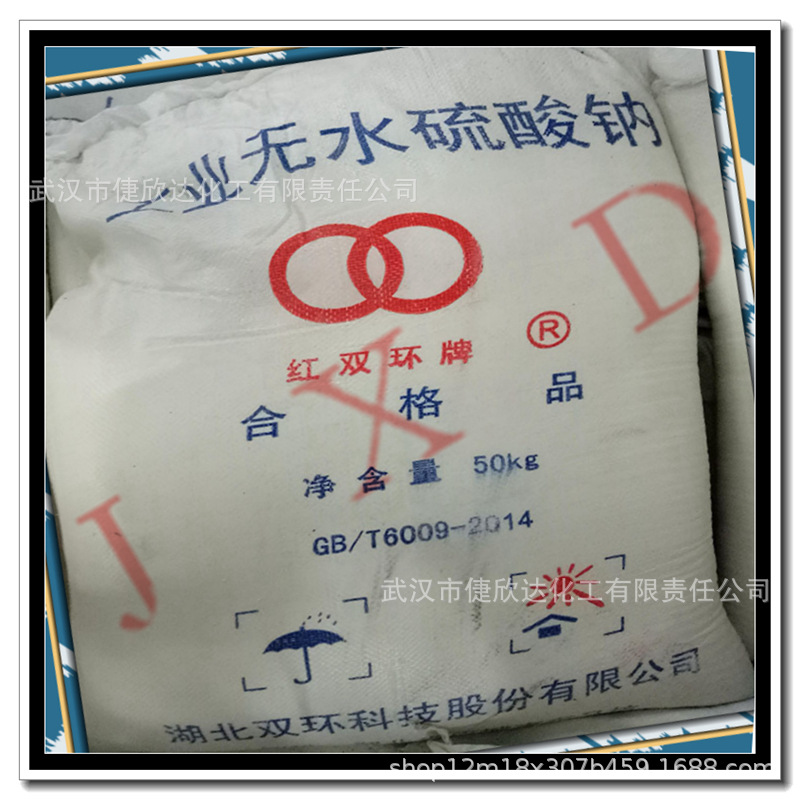 工业无水硫酸钠
武汉市倢欣达化工有限责任公司
®
红双环牌
合格品
净含量 50kg
GB/T6009-2014
J X D
武汉市倢欣达化工有限责任公司
湖北双环科技股份有限公司
shop12m18x307b459.1688.com